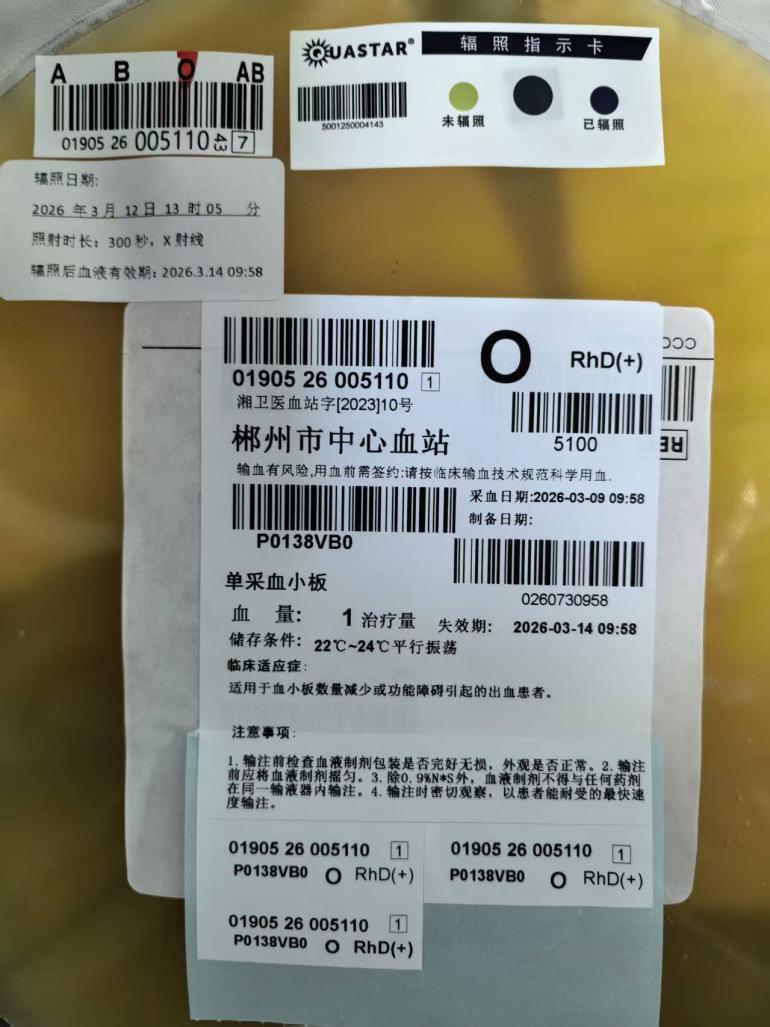 A B O AB
01905 26 005110 43 7
QUASTAR®
辐照指示卡
5001250004143
未辐照
已辐照
辐照日期:
2026 年 3 月 12 日 13 时 05 分
照射时长: 300 秒, X 射线
辐照后血液有效期: 2026.3.14 09:58
01905 26 005110 1
O RhD(+)
湘卫医血站字[2023]10号
郴州市中心血站
5100
输血有风险,用血前需签约:请按临床输血技术规范科学用血.
采血日期:2026-03-09 09:58
制备日期:
P0138VB0
0260730958
单采血小板
血 量: 1 治疗量
失效期: 2026-03-14 09:58
储存条件: 22℃~24℃平行振荡
临床适应症:
适用于血小板数量减少或功能障碍引起的出血患者。
注意事项:
1. 输注前检查血液制剂包装是否完好无损, 外观是否正常。2. 输注
前应将血液制剂摇匀。3. 除0.9%N*S外, 血液制剂不得与任何药剂
在同一输液器内输注。4. 输注时密切观察, 以患者能耐受的最快速
度输注。
01905 26 005110 1
P0138VB0 O RhD(+)
01905 26 005110 1
P0138VB0 O RhD(+)
01905 26 005110 1
P0138VB0 O RhD(+)